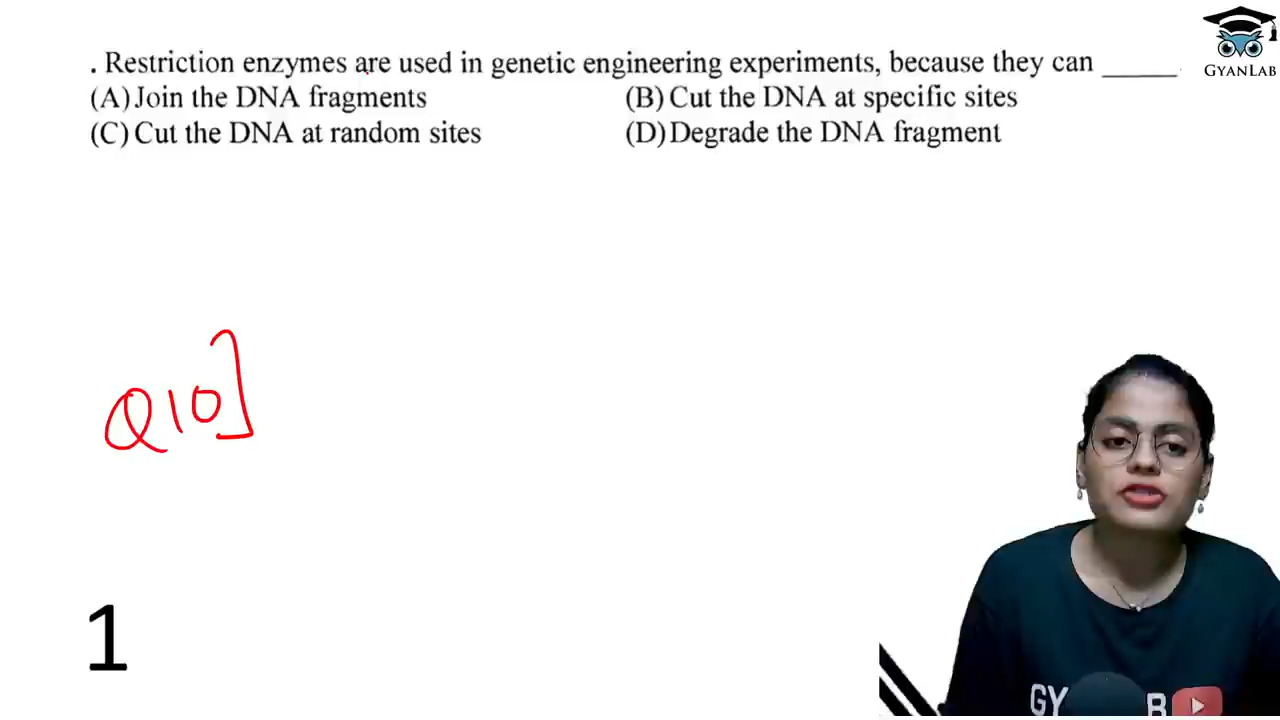 GYANLAB
. Restriction enzymes are used in genetic engineering experiments, because they can ______
(A) Join the DNA fragments
(B) Cut the DNA at specific sites
(C) Cut the DNA at random sites
(D) Degrade the DNA fragment
Q10]
1
GY B